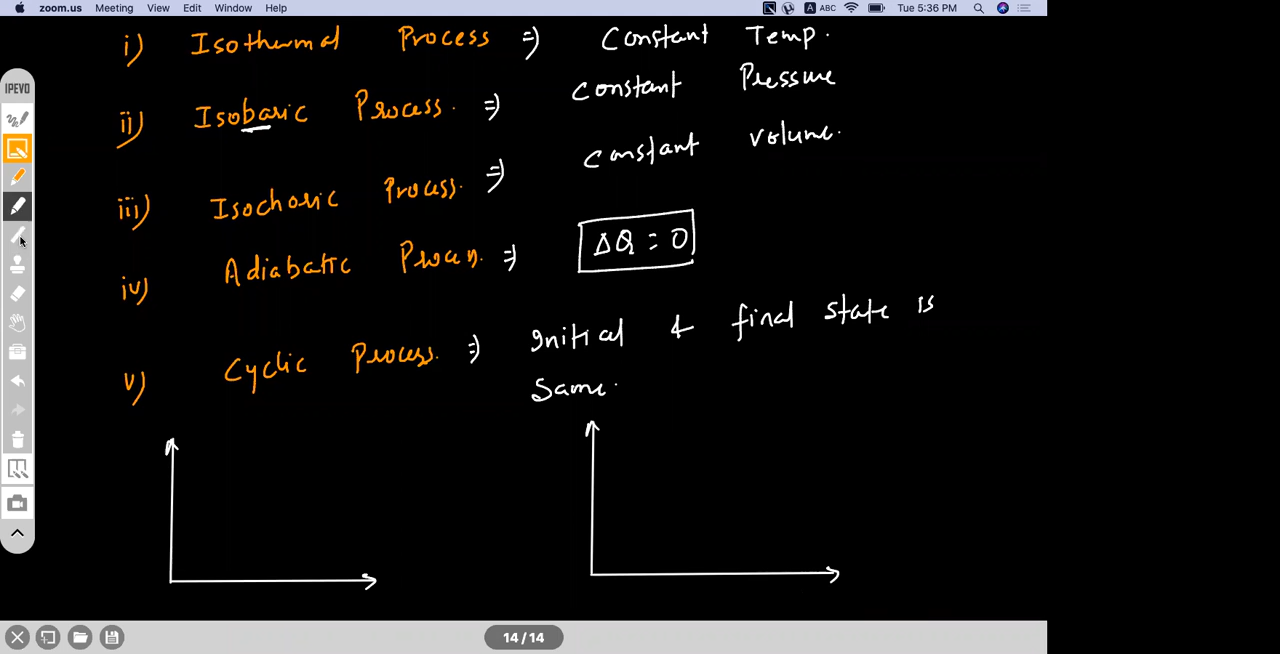 zoom.us Meeting View Edit Window Help A ABC Tue 5:36 PM
IPEVO
i) Isothermal Process ⇒ Constant Temp.
ii) Isobaric Process. ⇒ Constant Pressure
iii) Isochoric Process. ⇒ Constant volume.
iv) Adiabatic Process. ⇒ ΔQ = 0
v) Cyclic Process. ⇒ Initial & final state is
Same.
14/14